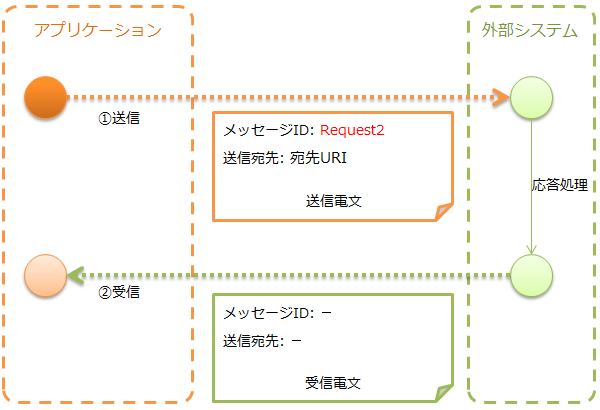 アプリケーション
外部システム
①送信
メッセージID: Request2
送信宛先: 宛先URI
送信電文
応答処理
②受信
メッセージID: －
送信宛先: －
受信電文